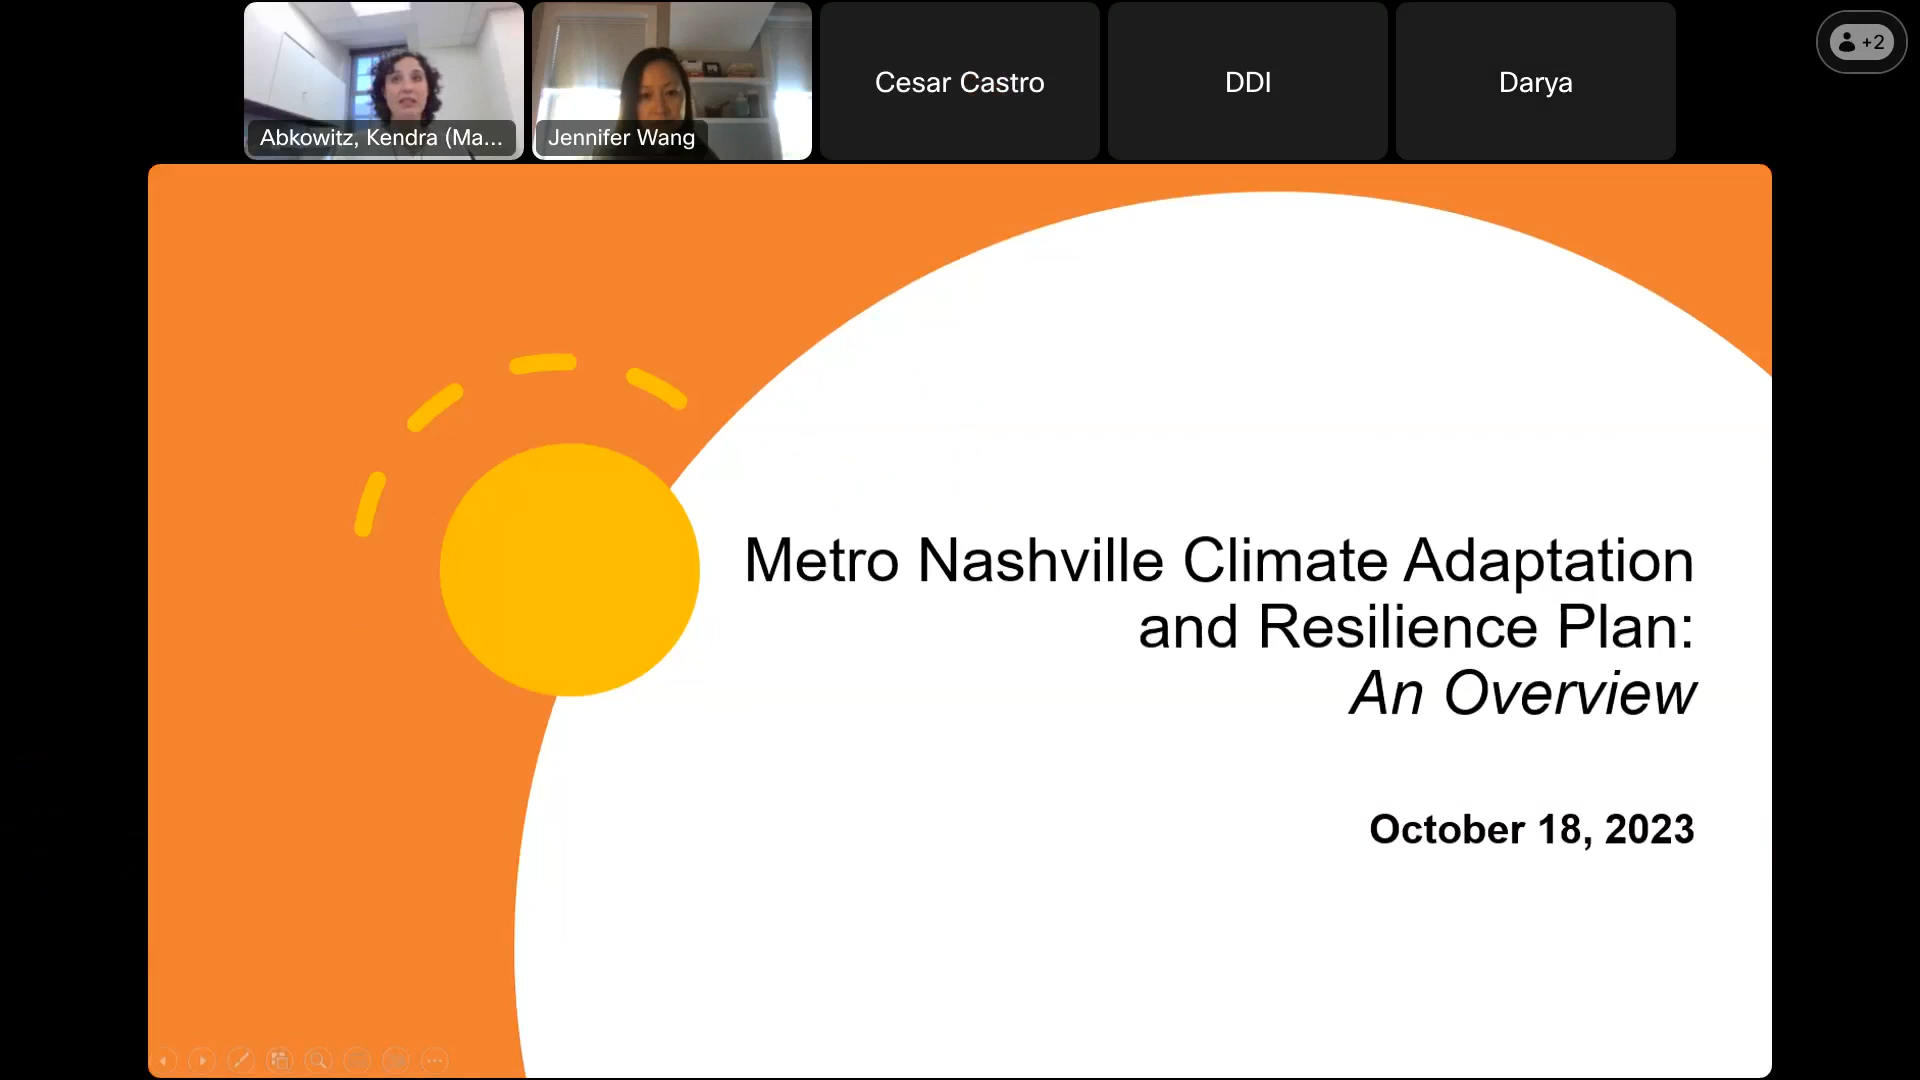 Abkowitz, Kendra (Ma...
Jennifer Wang
Cesar Castro
DDI
Darya
+2
Metro Nashville Climate Adaptation
and Resilience Plan:
An Overview
October 18, 2023